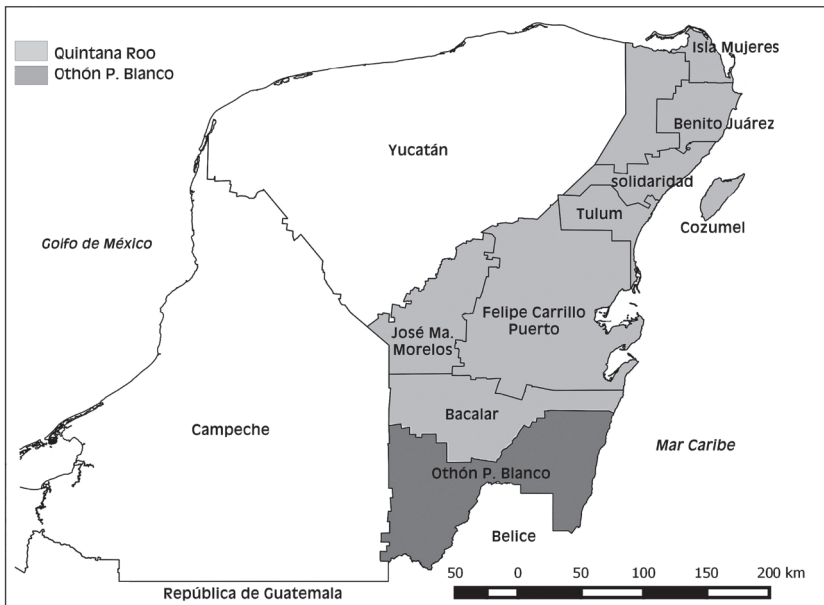 Quintana Roo
Othón P. Blanco
Isla Mujeres
Benito Juárez
Yucatán
solidaridad
Tulum
Cozumel
Golfo de México
Felipe Carrillo
Puerto
José Ma.
Morelos
Bacalar
Campeche
Mar Caribe
Othón P. Blanco
Belice
República de Guatemala
50 0 50 100 150 200 km